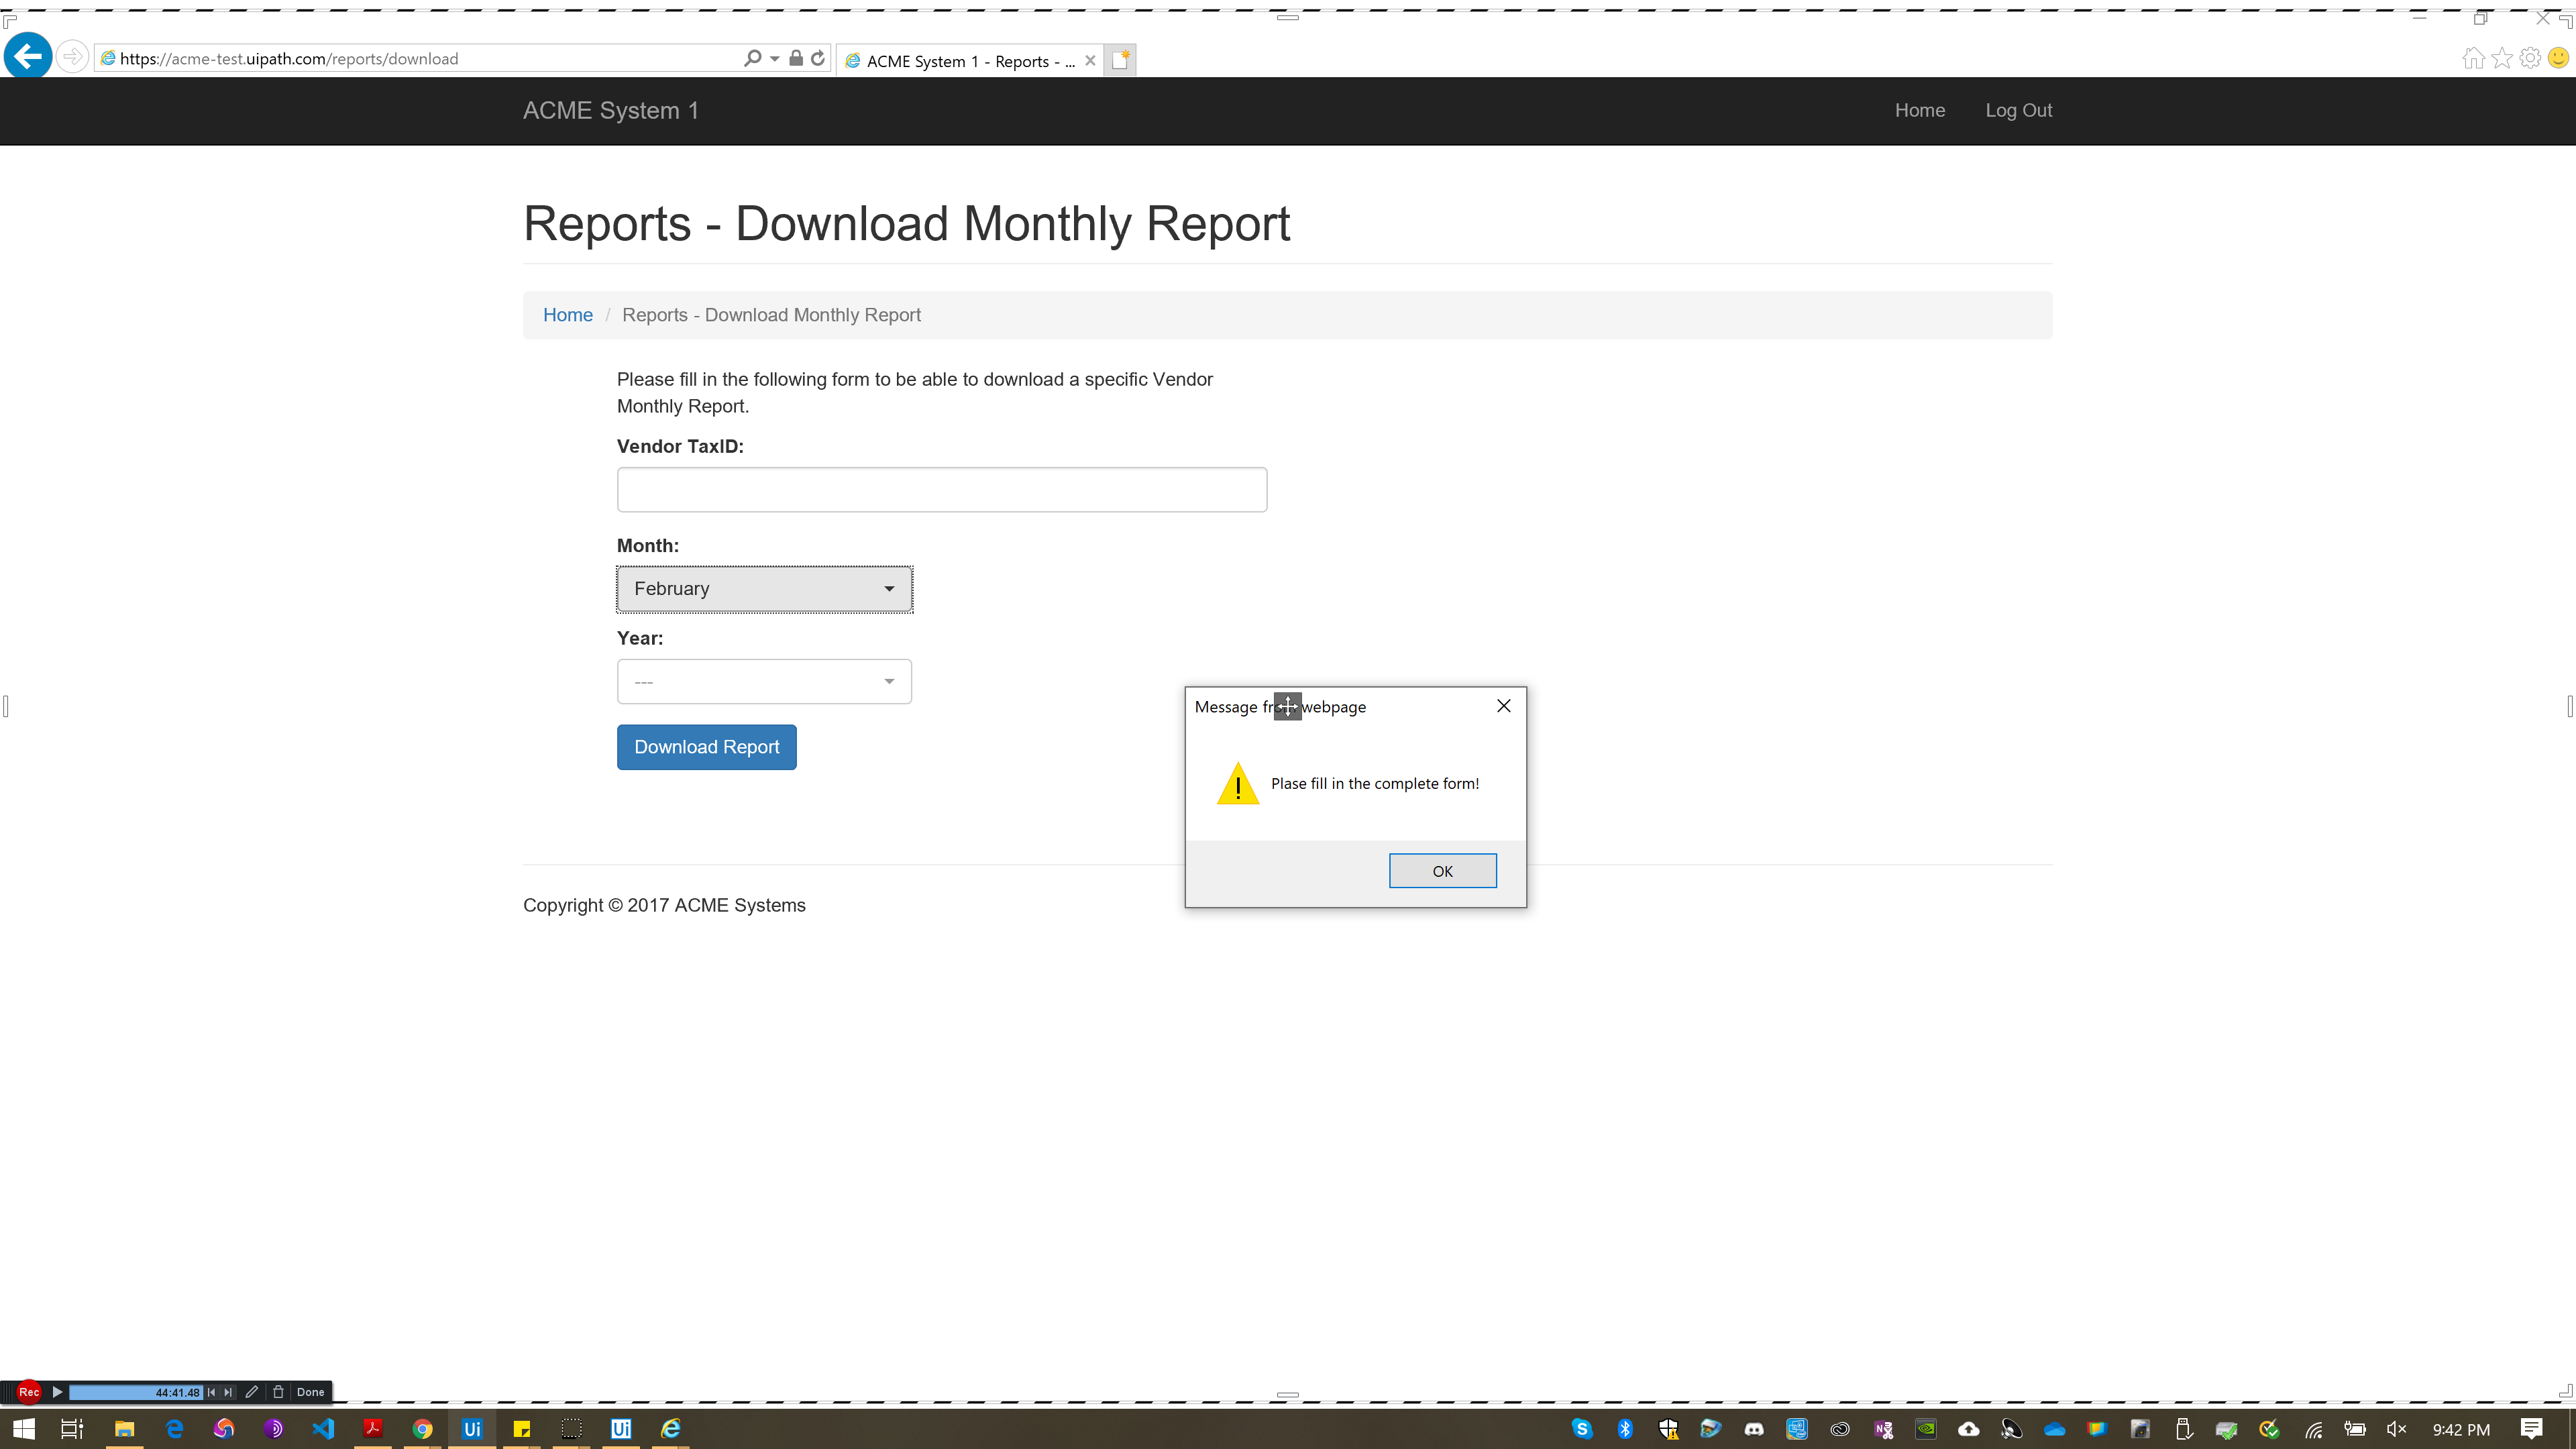 https://acme-test.uipath.com/reports/download
ACME System 1 - Reports - ...
ACME System 1
Home
Log Out
Reports - Download Monthly Report
Home / Reports - Download Monthly Report
Please fill in the following form to be able to download a specific Vendor
Monthly Report.
Vendor TaxID:
Month:
February
Year:
---
Download Report
Message from webpage
Plase fill in the complete form!
OK
Copyright © 2017 ACME Systems
Rec
44:41.48
Done
Ui
Ui
9:42 PM